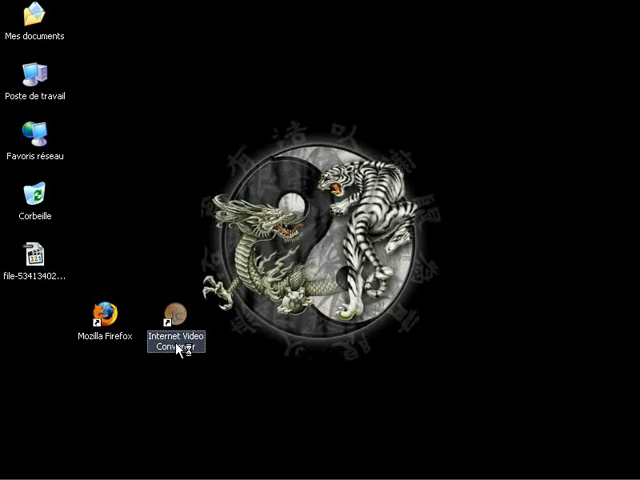 Mes documents
Poste de travail
Favoris réseau
Corbeille
file-53413402...
Mozilla Firefox
Internet Video